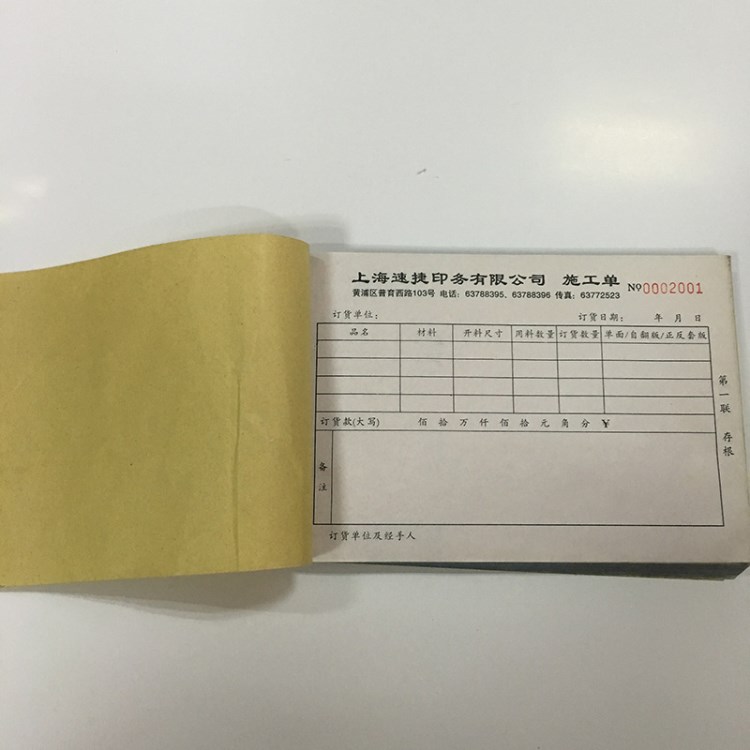 上海速捷印务有限公司 施工单 Nº0002001
黄浦区普育西路103号 电话：63788395、63788396 传真：63772523
订货单位： 订货日期： 年 月 日
品名 材料 开料尺寸 用料数量 订货数量 单面/自翻版/正反套版
订货款(大写) 佰 拾 万 仟 佰 拾 元 角 分 ¥
备注
订货单位及经手人
第一联 存根